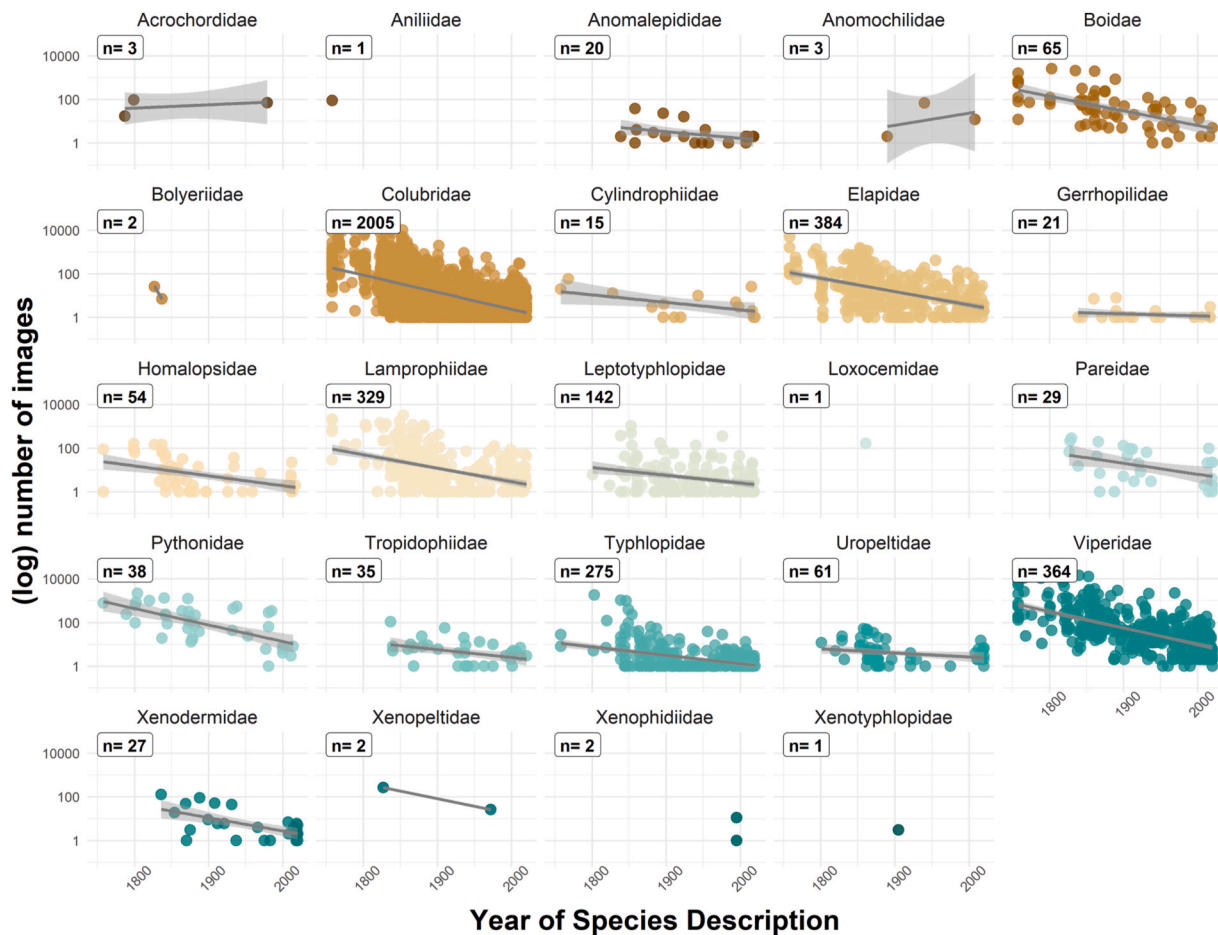 Acrochordidae Aniliidae Anomalepididae Anomochilidae Boidae
n= 3 n= 1 n= 20 n= 3 n= 65
10000
100
1
Bolyeriidae Colubridae Cylindrophiidae Elapidae Gerrhopilidae
n= 2 n= 2005 n= 15 n= 384 n= 21
10000
100
1
Homalopsidae Lamprophiidae Leptotyphlopidae Loxocemidae Pareidae
n= 54 n= 329 n= 142 n= 1 n= 29
10000
100
1
Pythonidae Tropidophiidae Typhlopidae Uropeltidae Viperidae
n= 38 n= 35 n= 275 n= 61 n= 364
10000
100
1
1800 1900 2000
Xenodermidae Xenopeltidae Xenophidiidae Xenotyphlopidae
n= 27 n= 2 n= 2 n= 1
10000
100
1
1800 1900 2000 1800 1900 2000 1800 1900 2000 1800 1900 2000
(log) number of images
Year of Species Description